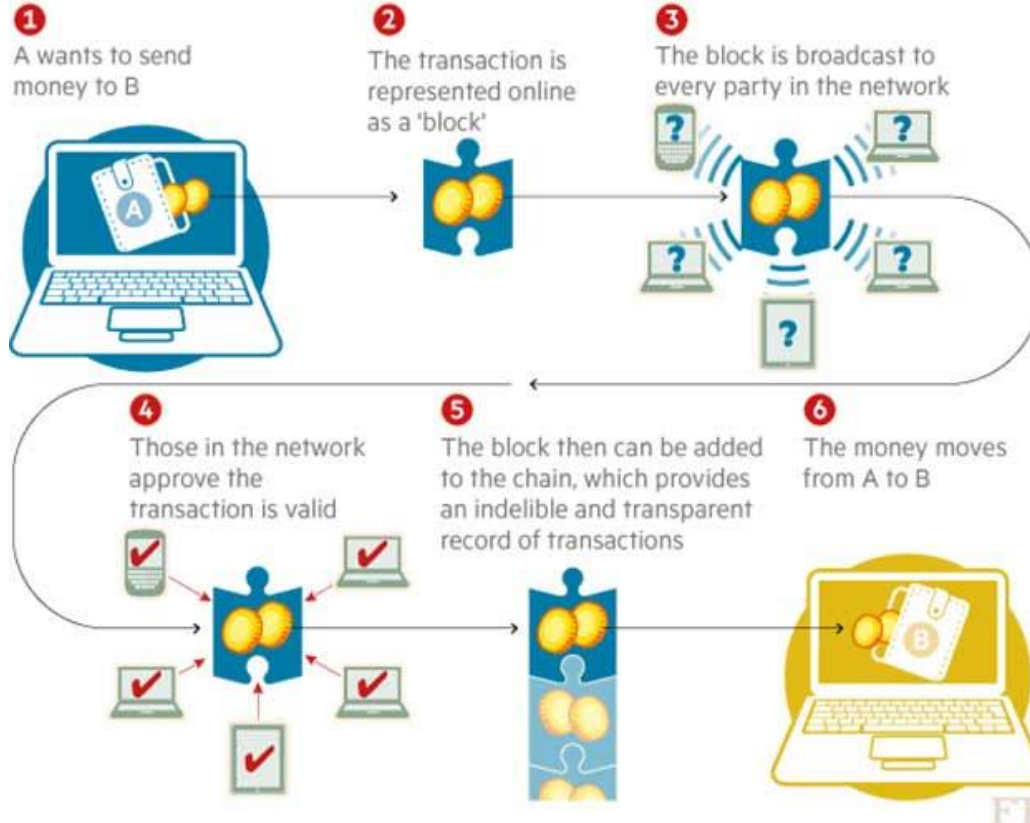 1
A wants to send
money to B
2
The transaction is
represented online
as a 'block'
3
The block is broadcast to
every party in the network
?
?
?
?
?
A
4
Those in the network
approve the
transaction is valid
5
The block then can be added
to the chain, which provides
an indelible and transparent
record of transactions
6
The money moves
from A to B
B
FT